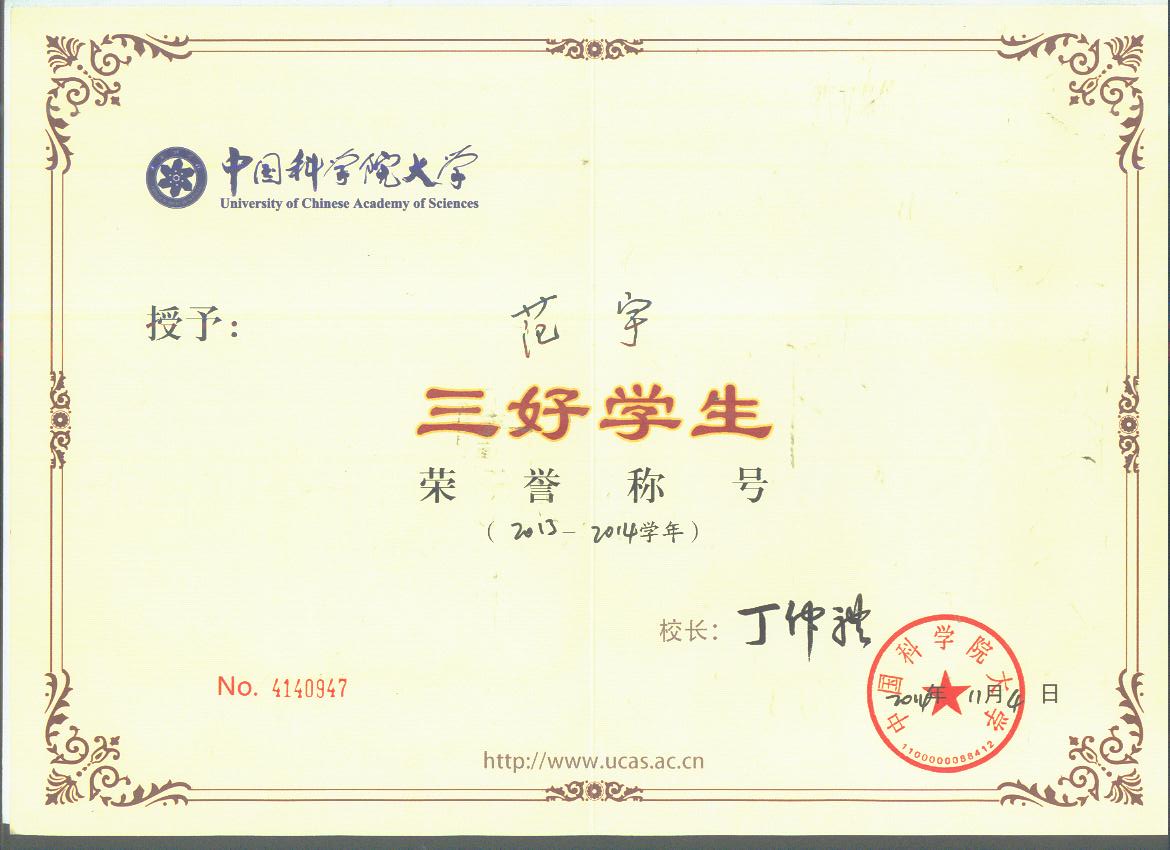 中国科学院大学
University of Chinese Academy of Sciences
授予：
范宇
三好学生
荣誉称号
（2013－2014学年）
校长：丁仲礼
中国科学院大学
2014年11月4日
1100000088412
No. 4140947
http://www.ucas.ac.cn